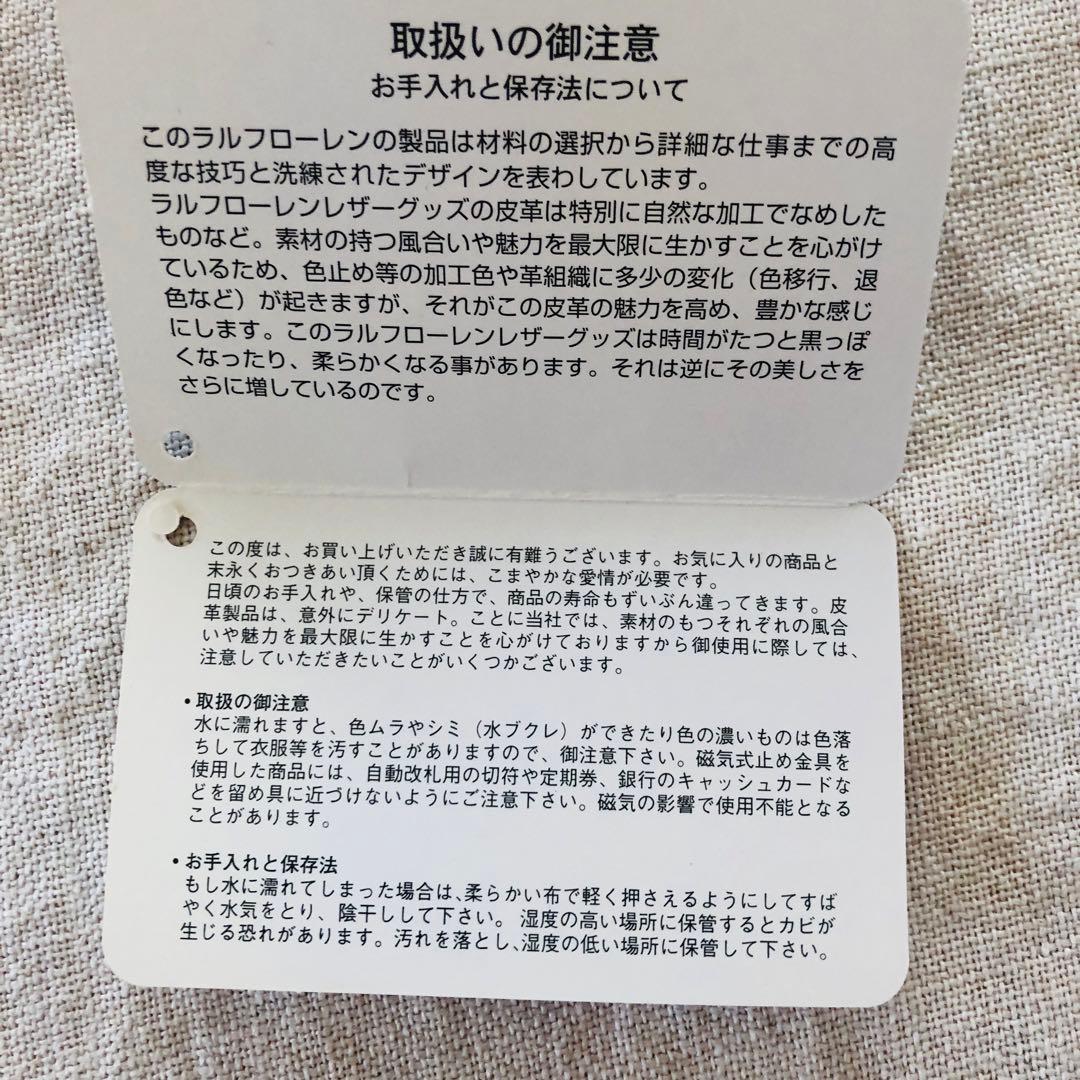 取扱いの御注意
お手入れと保存法について
このラルフローレンの製品は材料の選択から詳細な仕事までの高
度な技巧と洗練されたデザインを表わしています。
ラルフローレンレザーグッズの皮革は特別に自然な加工でなめした
ものなど。素材の持つ風合いや魅力を最大限に生かすことを心がけ
ているため、色止め等の加工色や革組織に多少の変化（色移行、退
色など）が起きますが、それがこの皮革の魅力を高め、豊かな感じ
にします。このラルフローレンレザーグッズは時間がたつと黒っぽ
くなったり、柔らかくなる事があります。それは逆にその美しさを
さらに増しているのです。
この度は、お買い上げいただき誠に有難うございます。お気に入りの商品と
末永くおつきあい頂くためには、こまやかな愛情が必要です。
日頃のお手入れや、保管の仕方で、商品の寿命もずいぶん違ってきます。皮
革製品は、意外にデリケート。ことに当社では、素材のもつそれぞれの風合
いや魅力を最大限に生かすことを心がけておりますから御使用に際しては、
注意していただきたいことがいくつかございます。
・取扱の御注意
水に濡れますと、色ムラやシミ（水ブクレ）ができたり色の濃いものは色落
ちして衣服等を汚すことがありますので、御注意下さい。磁気式止め金具を
使用した商品には、自動改札用の切符や定期券、銀行のキャッシュカードな
どを留め具に近づけないようにご注意下さい。磁気の影響で使用不能となる
ことがあります。
・お手入れと保存法
もし水に濡れてしまった場合は、柔らかい布で軽く押さえるようにしてすば
やく水気をとり、陰干しして下さい。湿度の高い場所に保管するとカビが
生じる恐れがあります。汚れを落とし、湿度の低い場所に保管して下さい。